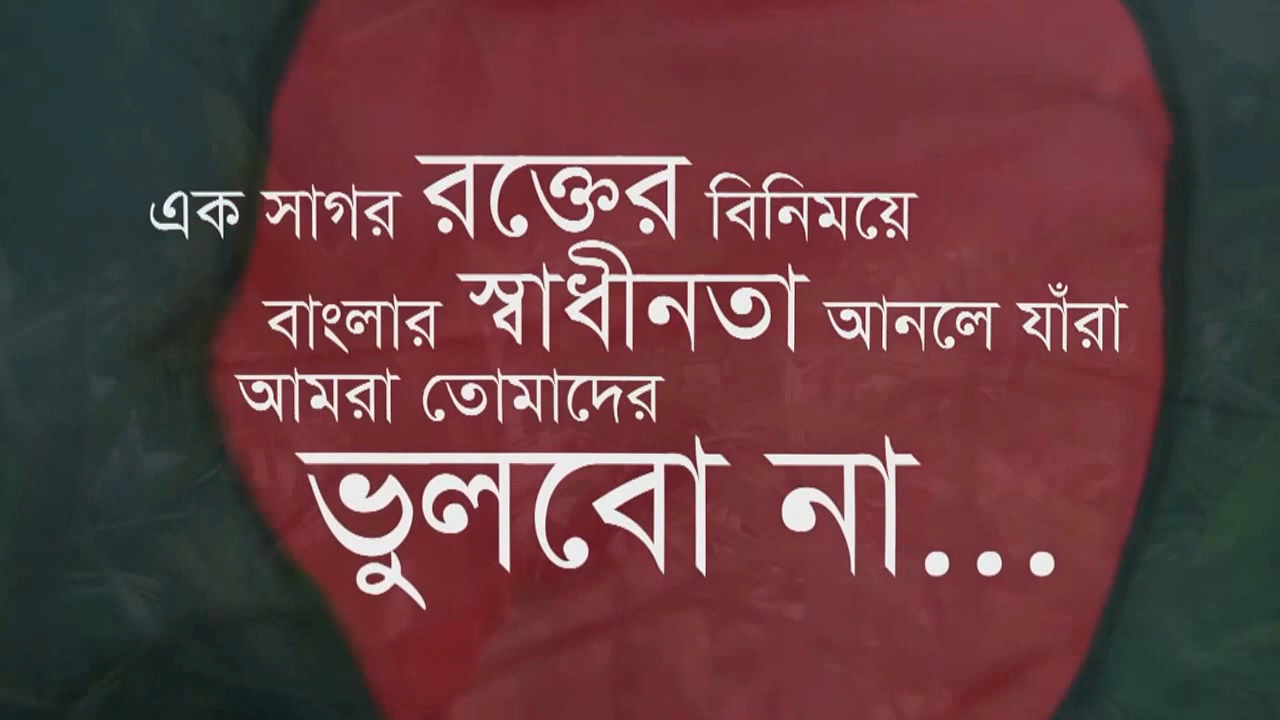 এক সাগর রক্তের বিনিময়ে
বাংলার স্বাধীনতা আনলে যাঁরা
আমরা তোমাদের
ভুলবো না...